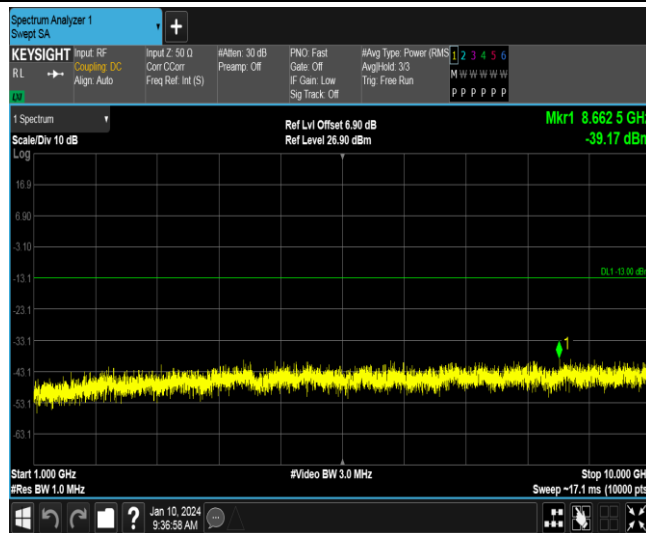 Spectrum Analyzer 1
Swept SA
+
KEYSIGHT
RL
Input: RF
Coupling: DC
Align: Auto
Input Z: 50 Ω
Corr CCorr
Freq Ref: Int (S)
#Atten: 30 dB
Preamp: Off
PNO: Fast
Gate: Off
IF Gain: Low
Sig Track: Off
#Avg Type: Power (RMS
Avg|Hold: 3/3
Trig: Free Run
1 2 3 4 5 6
M W W W W W
P P P P P P
1 Spectrum
Scale/Div 10 dB
Log
Ref Lvl Offset 6.90 dB
Ref Level 26.90 dBm
Mkr1 8.662 5 GHz
-39.17 dBm
16.9
6.90
-3.10
-13.1
-23.1
-33.1
-43.1
-53.1
-63.1
DL1 -13.00 dBm
1
Start 1.000 GHz
#Res BW 1.0 MHz
#Video BW 3.0 MHz
Stop 10.000 GHz
Sweep ~17.1 ms (10000 pts)
?
Jan 10, 2024
9:36:58 AM